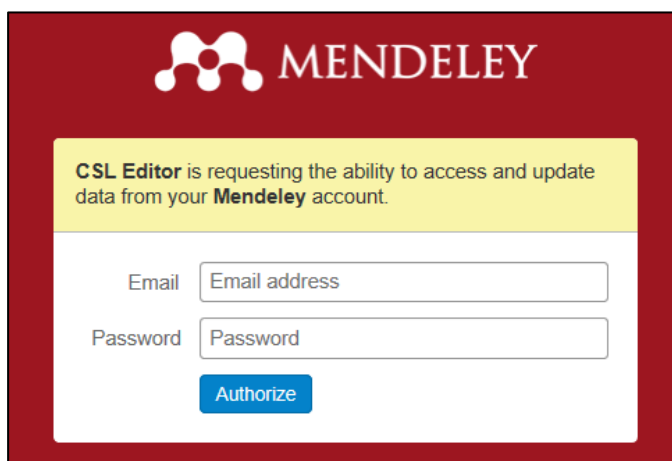 MENDELEY
CSL Editor is requesting the ability to access and update
data from your Mendeley account.
Email Email address
Password Password
Authorize